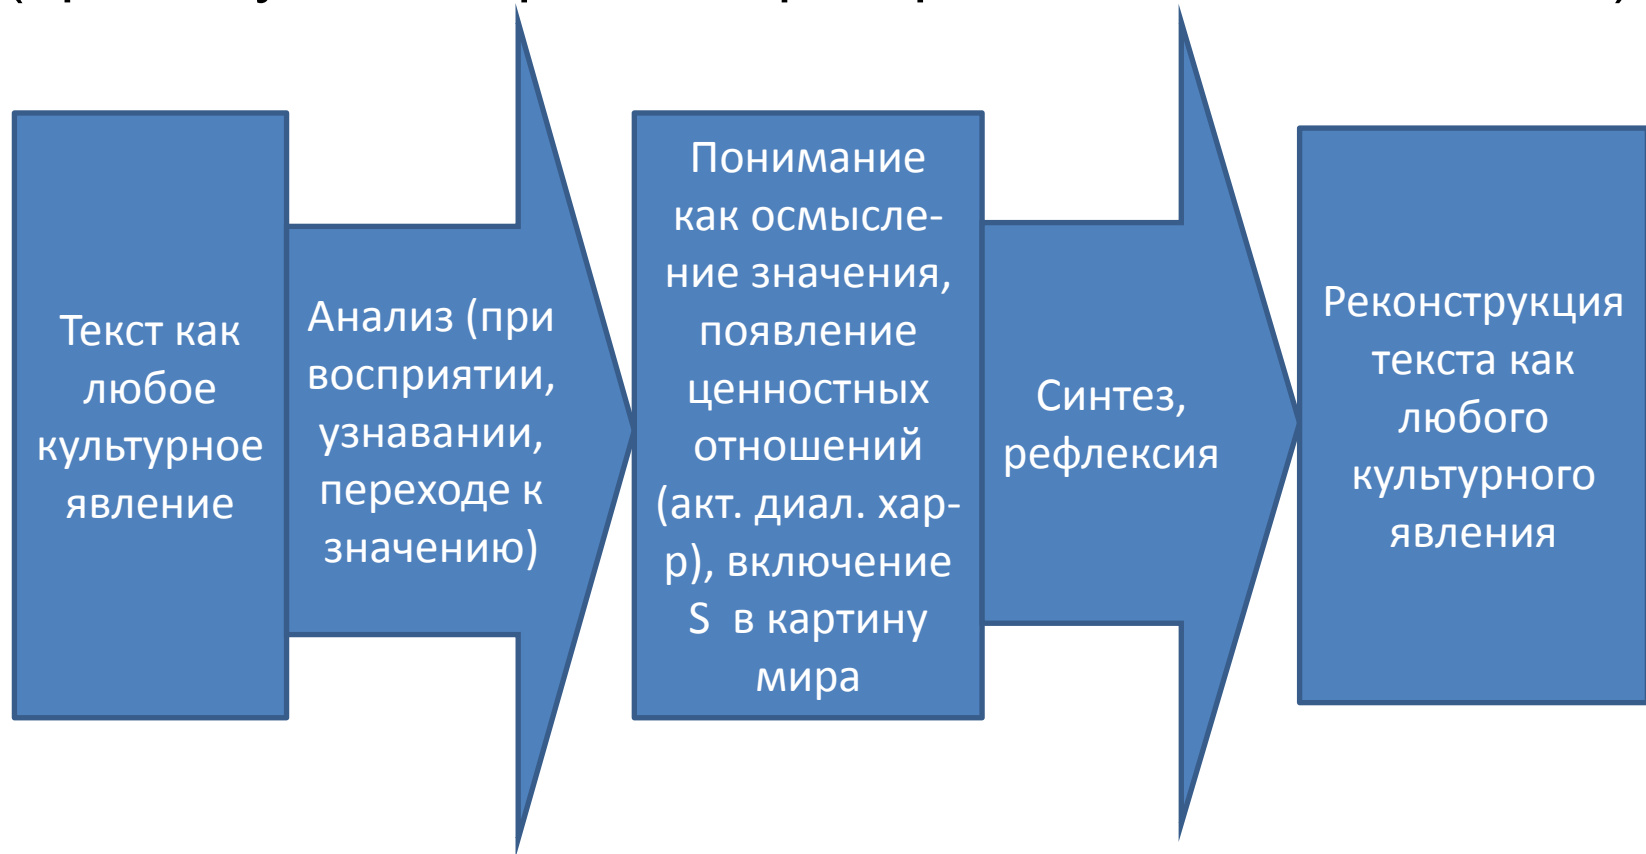 Текст как
любое
культурное
явление
Анализ (при
восприятии,
узнавании,
переходе к
значению)
Понимание
как осмысле-
ние значения,
появление
ценностных
отношений
(акт. диал. хар-
р), включение
S в картину
мира
Синтез,
рефлексия
Реконструкция
текста как
любого
культурного
явления